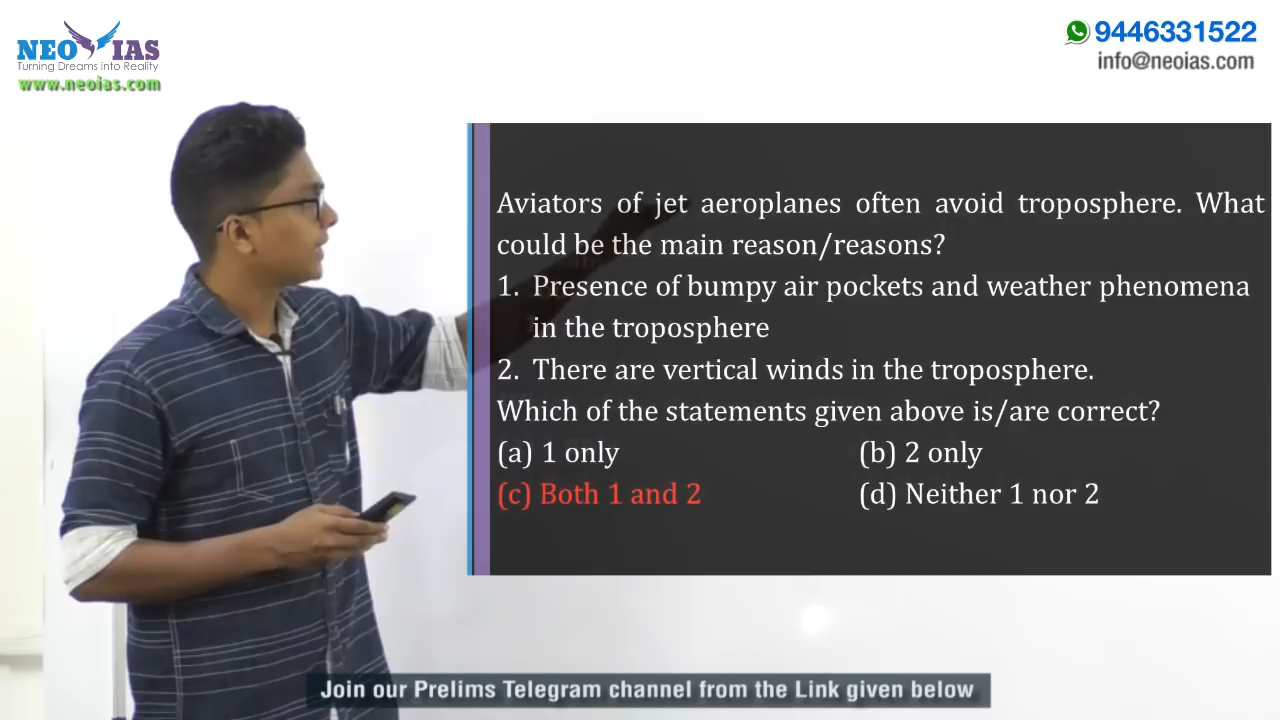 NEO IAS
Turning Dreams into Reality
www.neoias.com
9446331522
info@neoias.com
Aviators of jet aeroplanes often avoid troposphere. What
could be the main reason/reasons?
1. Presence of bumpy air pockets and weather phenomena
in the troposphere
2. There are vertical winds in the troposphere.
Which of the statements given above is/are correct?
(a) 1 only (b) 2 only
(c) Both 1 and 2 (d) Neither 1 nor 2
Join our Prelims Telegram channel from the Link given below